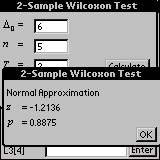 2-Sample Wilcoxon Test
Δ₀ = 6
n = 5
Calculate
2-Sample Wilcoxon Test
Normal Approximation
z = -1.2136
p = 0.8875
OK
L3[4]
Enter